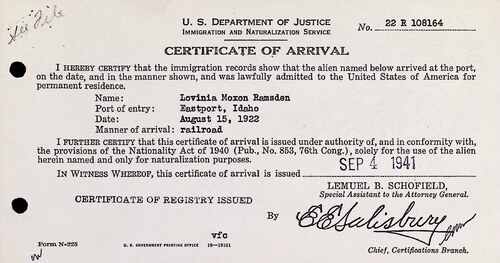 See File
U. S. DEPARTMENT OF JUSTICE
IMMIGRATION AND NATURALIZATION SERVICE
No. 22 R 108164
CERTIFICATE OF ARRIVAL
I HEREBY CERTIFY that the immigration records show that the alien named below arrived at the port,
on the date, and in the manner shown, and was lawfully admitted to the United States of America for
permanent residence.
Name: Lovinia Moxon Ramsden
Port of entry: Eastport, Idaho
Date: August 15, 1922
Manner of arrival: railroad
I FURTHER CERTIFY that this certificate of arrival is issued under authority of, and in conformity with,
the provisions of the Nationality Act of 1940 (Pub., No. 853, 76th Cong.), solely for the use of the alien
herein named and only for naturalization purposes.
IN WITNESS WHEREOF, this certificate of arrival is issued SEP 4 1941
LEMUEL B. SCHOFIELD,
Special Assistant to the Attorney General.
CERTIFICATE OF REGISTRY ISSUED
By E E Salisbury
vfc
Form N-225
U. S. GOVERNMENT PRINTING OFFICE 16—19161
Chief, Certifications Branch.